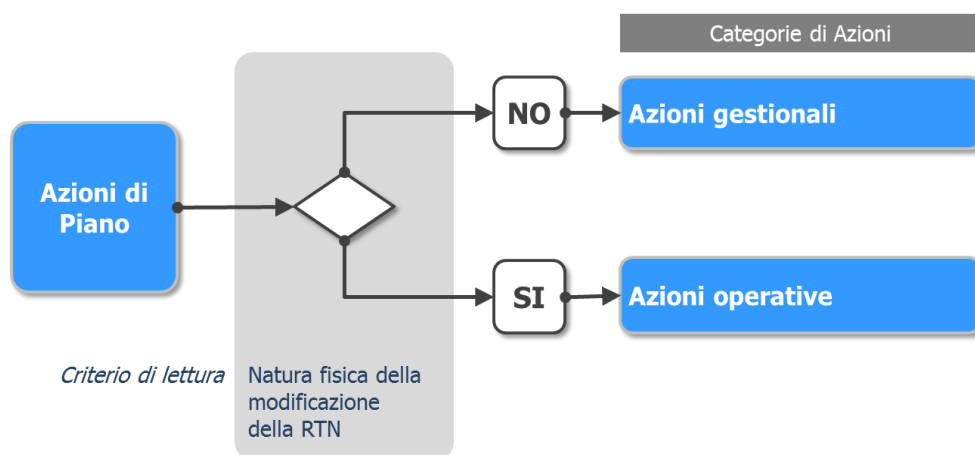 Categorie di Azioni
NO
Azioni gestionali
Azioni di
Piano
SI
Azioni operative
Criterio di lettura
Natura fisica della
modificazione
della RTN